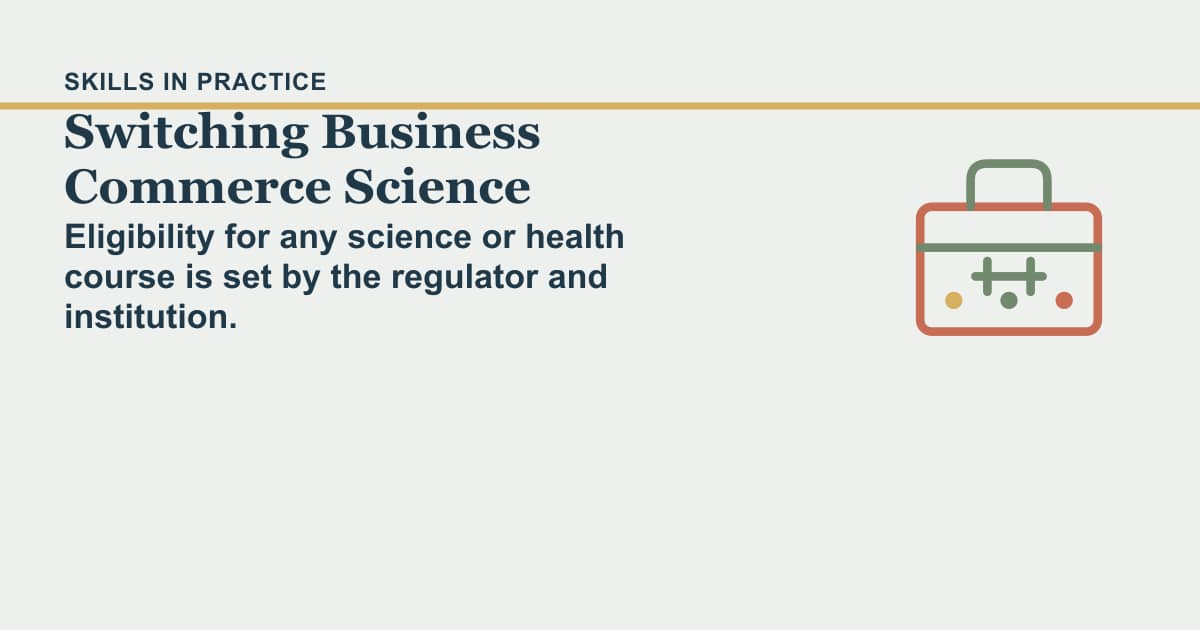 SKILLS IN PRACTICE
Switching Business
Commerce Science
Eligibility for any science or health
course is set by the regulator and
institution.